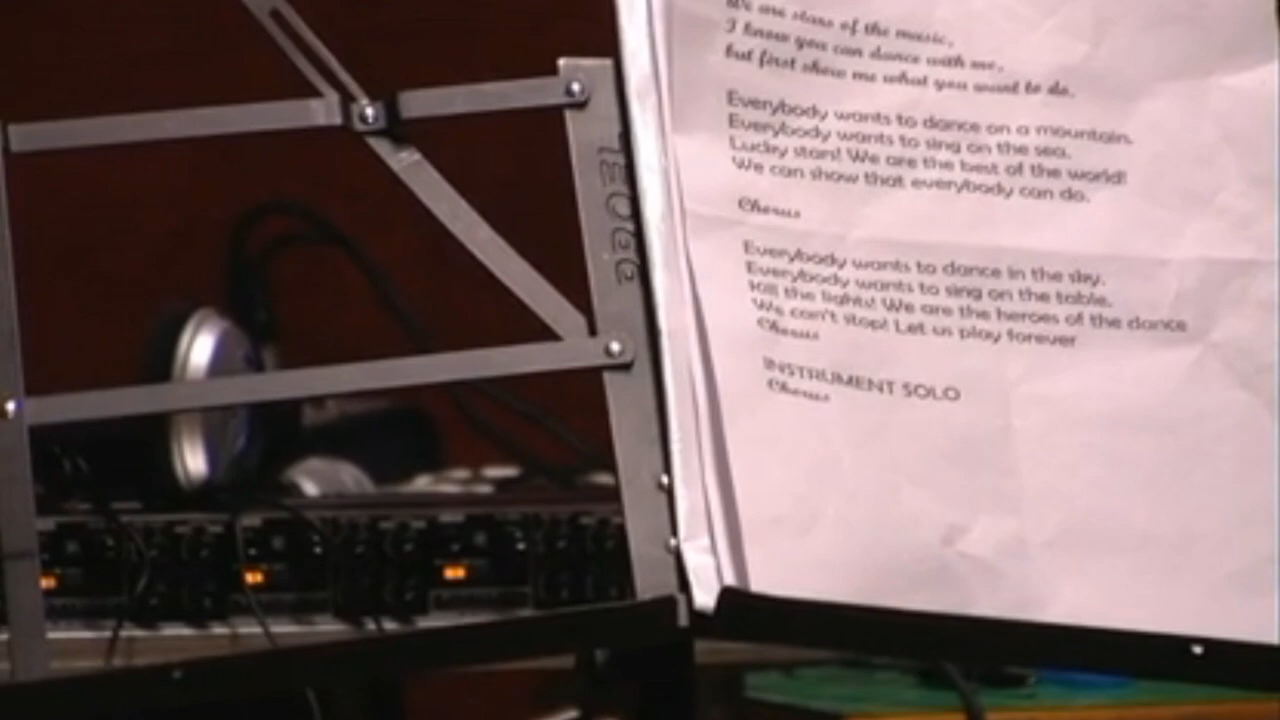 We are stars of the music,
I know you can dance with me,
but first show me what you want to do.
Everybody wants to dance on a mountain.
Everybody wants to sing on the sea.
Lucky stars! We are the best of the world!
We can show that everybody can do.
Chorus
Everybody wants to dance in the sky.
Everybody wants to sing on the table.
Kill the lights! We are the heroes of the dance
We can't stop! Let us play forever
Chorus
INSTRUMENT SOLO
Chorus